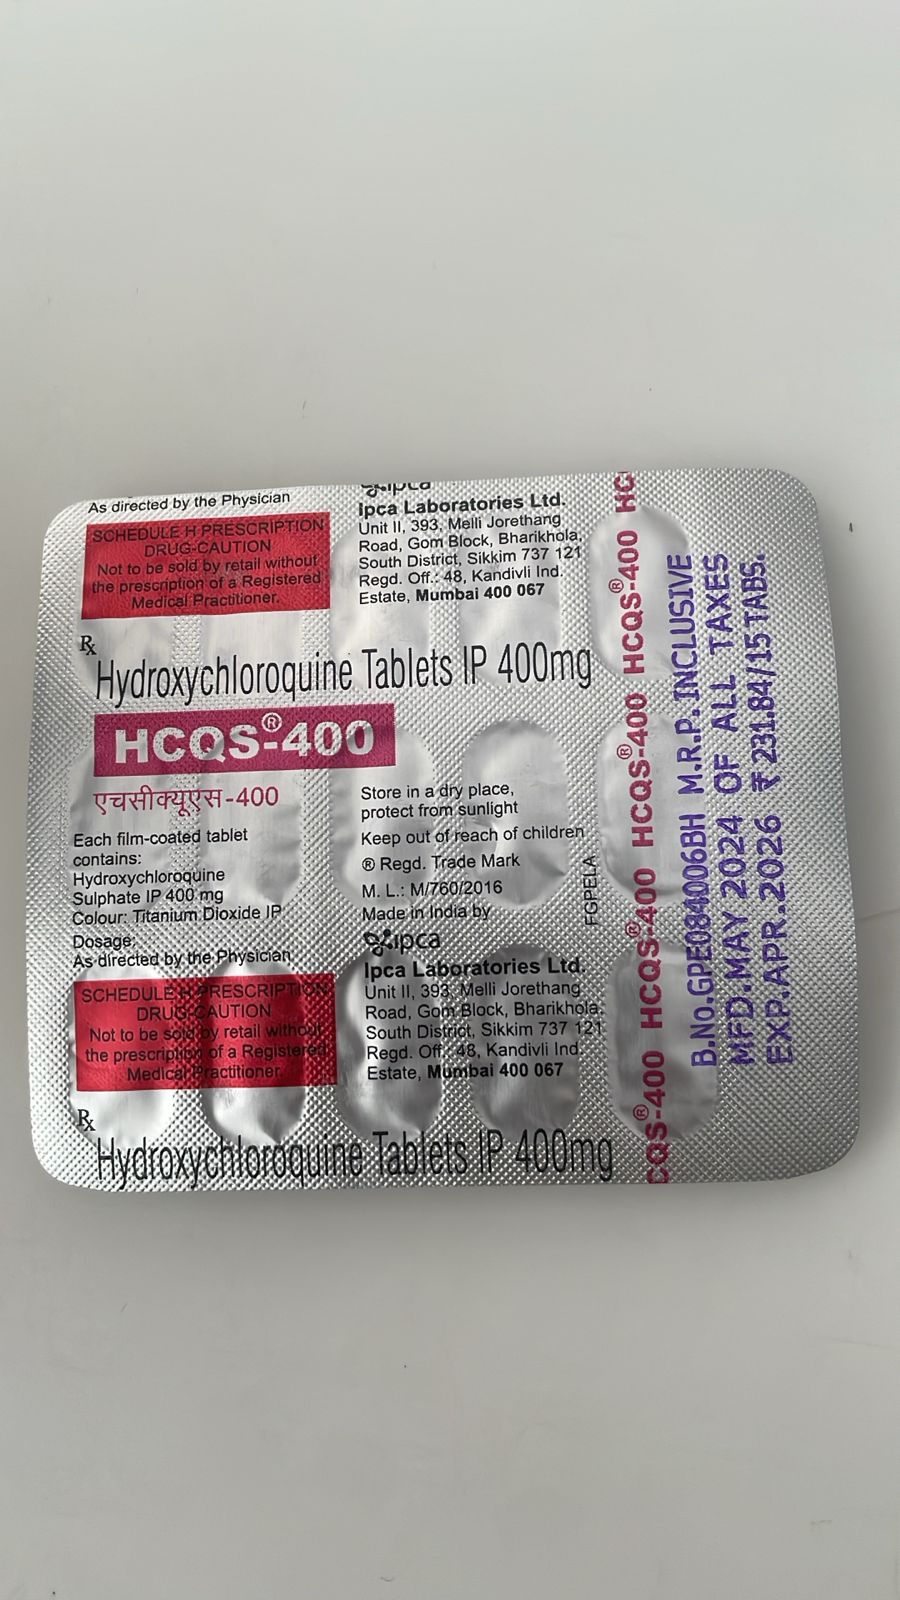 As directed by the Physician
SCHEDULE H PRESCRIPTION
DRUG-CAUTION
Not to be sold by retail without
the prescription of a Registered
Medical Practitioner.
ipca
Ipca Laboratories Ltd.
Unit II, 393, Melli Jorethang
Road, Gom Block, Bharikhola,
South District, Sikkim 737 121
Regd. Off.: 48, Kandivli Ind.
Estate, Mumbai 400 067
Rx
Hydroxychloroquine Tablets IP 400mg
HCQS®-400
एचसीक्यूएस-400
Each film-coated tablet
contains:
Hydroxychloroquine
Sulphate IP 400 mg
Colour: Titanium Dioxide IP
Dosage:
As directed by the Physician
Store in a dry place,
protect from sunlight
Keep out of reach of children
® Regd. Trade Mark
M. L.: M/760/2016
Made in India by
ipca
Ipca Laboratories Ltd.
Unit II, 393, Melli Jorethang
Road, Gom Block, Bharikhola,
South District, Sikkim 737 121
Regd. Off.: 48, Kandivli Ind.
Estate, Mumbai 400 067
FGPELA
SCHEDULE H PRESCRIPTION
DRUG-CAUTION
Not to be sold by retail without
the prescription of a Registered
Medical Practitioner.
Rx
Hydroxychloroquine Tablets IP 400mg
CQS®-400 HCQS®-400 HCQS®-400 HCQS®-400 HC
B.No.GPE084006BH M.R.P. INCLUSIVE
MFD.MAY 2024 OF ALL TAXES
EXP.APR.2026 ₹ 231.84/15TABS.